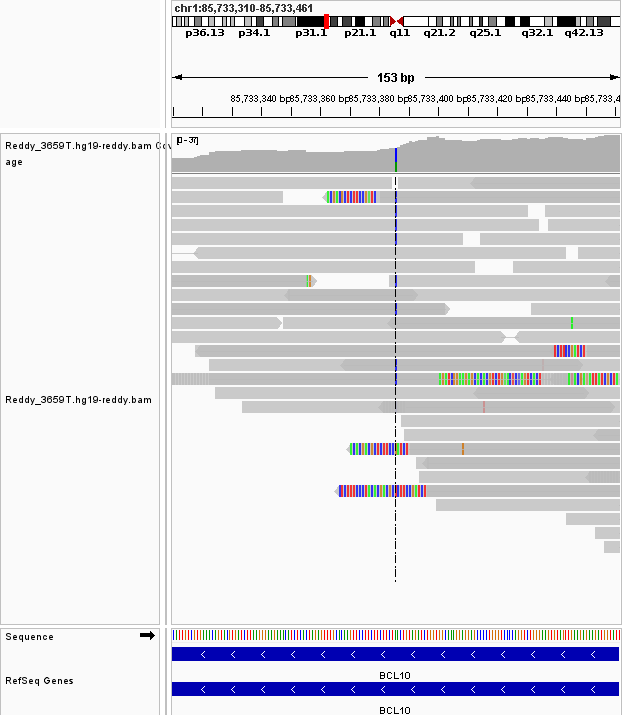 chr1:85,733,310-85,733,461
p36.13 p34.1 p31.1 p21.1 q11 q21.2 q25.1 q32.1 q42.13
153 bp
85,733,340 bp 85,733,360 bp 85,733,380 bp 85,733,400 bp 85,733,420 bp 85,733,440 bp 85,733,4
Reddy_3659T.hg19-reddy.bam Cov
age
[0-37]
Reddy_3659T.hg19-reddy.bam
Sequence
RefSeq Genes
BCL10
BCL10